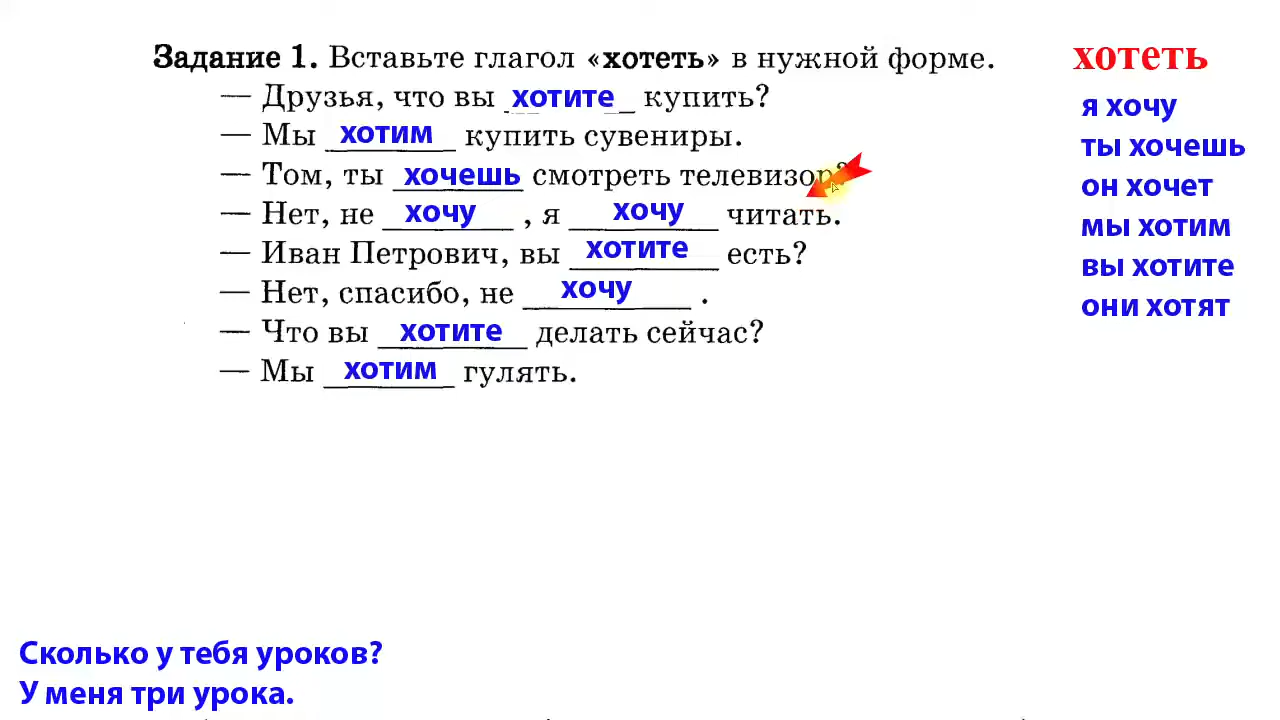 Задание 1. Вставьте глагол «хотеть» в нужной форме.
— Друзья, что вы хотите купить?
— Мы хотим купить сувениры.
— Том, ты хочешь смотреть телевизор?
— Нет, не хочу , я хочу читать.
— Иван Петрович, вы хотите есть?
— Нет, спасибо, не хочу .
— Что вы хотите делать сейчас?
— Мы хотим гулять.
хотеть
я хочу
ты хочешь
он хочет
мы хотим
вы хотите
они хотят
Сколько у тебя уроков?
У меня три урока.